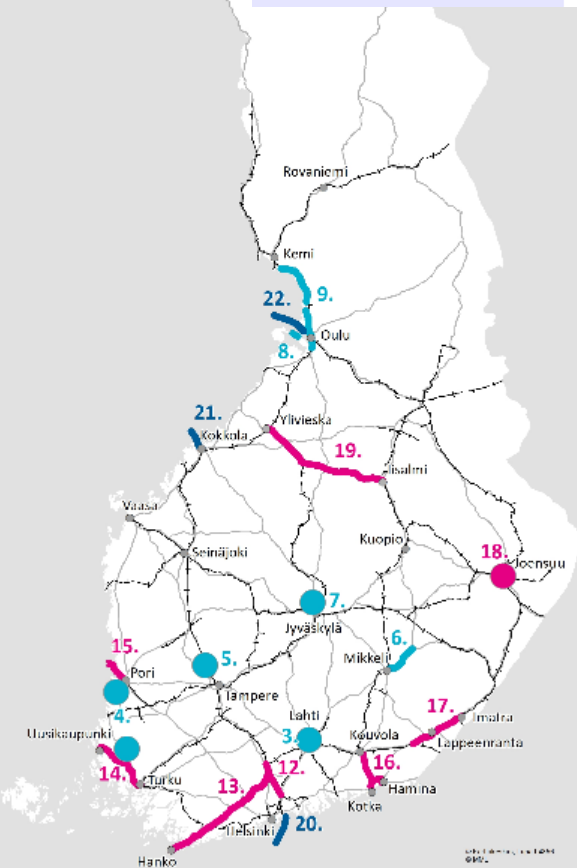 Rovaniemi
Kemi
9.
22.
Oulu
8.
21.
Kokkola
Ylivieska
19.
Iisalmi
Vaasa
Seinäjoki
Kuopio
18.
Joensuu
7.
Jyväskylä
6.
Mikkeli
15.
Pori
5.
4.
Tampere
17.
Imatra
Lahti
3.
Kouvola
Lappeenranta
Uusikaupunki
14.
Turku
12.
13.
16.
Hamina
Kotka
Helsinki
20.
Hanko